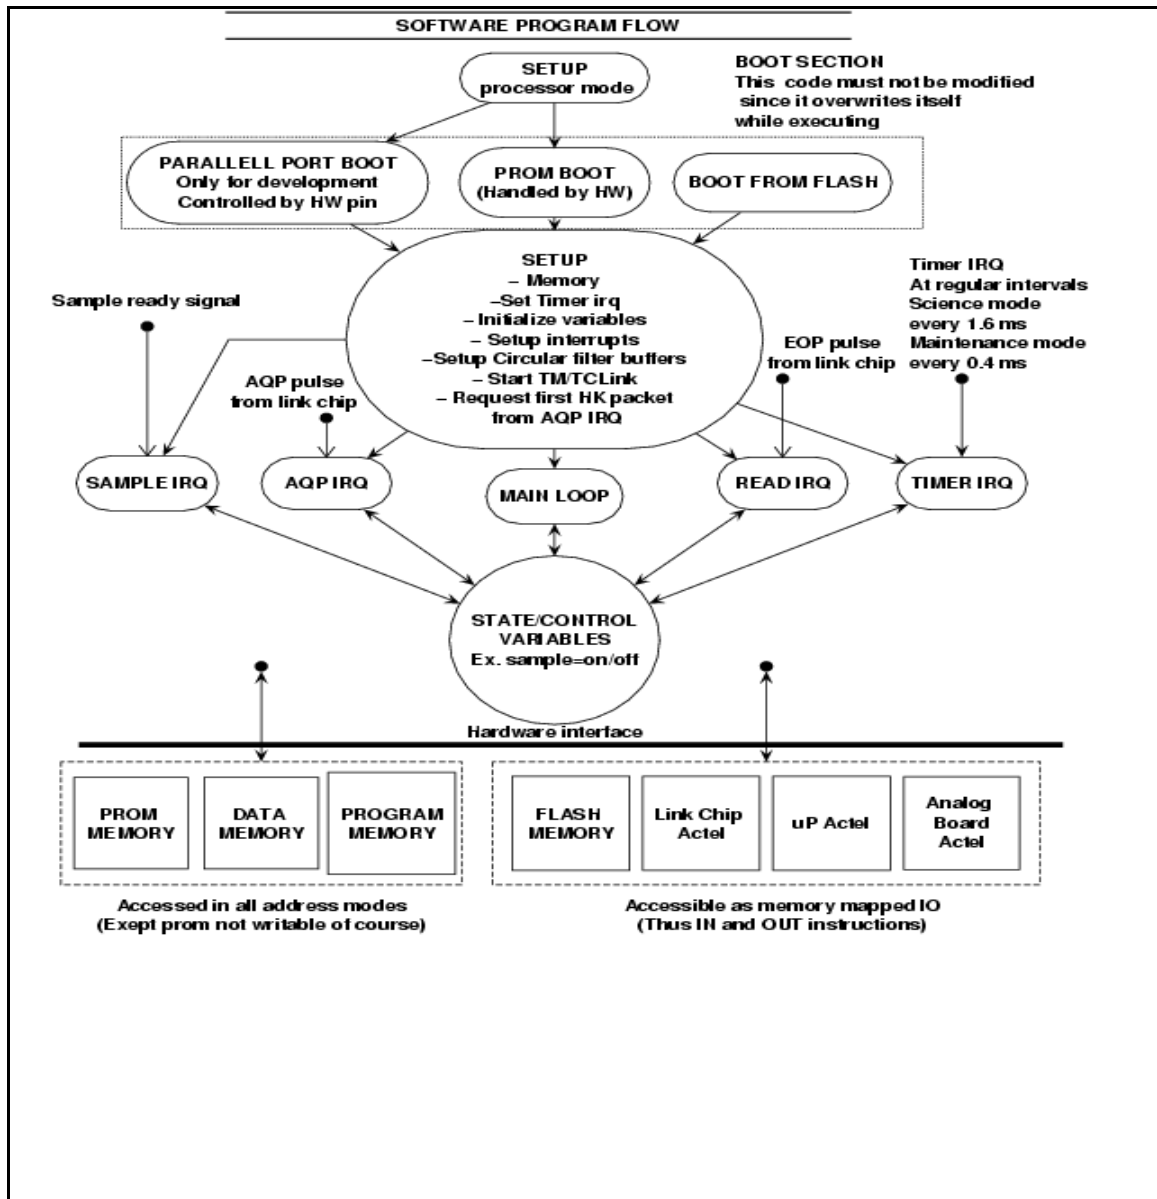 SOFTWARE PROGRAM FLOW
SETUP
processor mode
BOOT SECTION
This code must not be modified
since it overwrites itself
while executing
PARALLELL PORT BOOT
Only for development
Controlled by HW pin
PROM BOOT
(Handled by HW)
BOOT FROM FLASH
SETUP
– Memory
–Set Timer irq
– Initialize variables
– Setup interrupts
–Setup Circular filter buffers
– Start TM/TCLink
– Request first HK packet
from AQP IRQ
Sample ready signal
AQP pulse
from link chip
EOP pulse
from link chip
Timer IRQ
At regular intervals
Science mode
every 1.6 ms
Maintenance mode
every 0.4 ms
SAMPLE IRQ
AQP IRQ
MAIN LOOP
READ IRQ
TIMER IRQ
STATE/CONTROL
VARIABLES
Ex. sample=on/off
Hardware interface
PROM
MEMORY
DATA
MEMORY
PROGRAM
MEMORY
FLASH
MEMORY
Link Chip
Actel
uP Actel
Analog
Board
Actel
Accessed in all address modes
(Exept prom not writable of course)
Accessible as memory mapped IO
(Thus IN and OUT instructions)